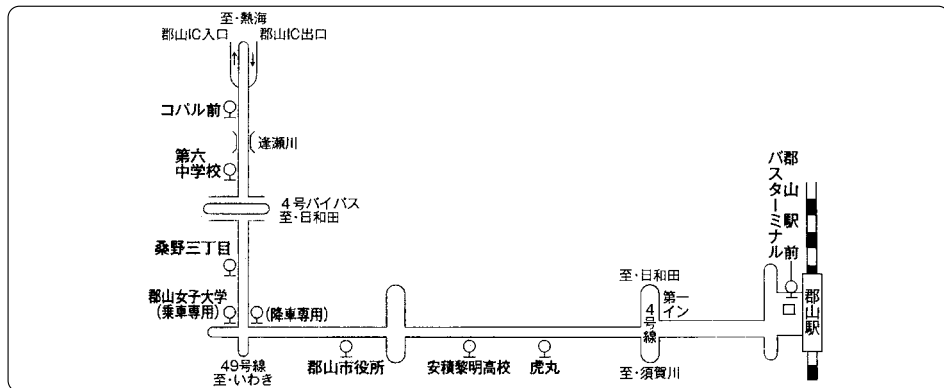 至・熱海
郡山IC入口
郡山IC出口
コパル前
逢瀬川
第六
中学校
4号バイパス
至・日和田
桑野三丁目
郡山女子大学
(乗車専用)
(降車専用)
49号線
至・いわき
郡山市役所
安積黎明高校
虎丸
至・日和田
第一イン
4号線
至・須賀川
郡山駅前
バスターミナル
郡山駅